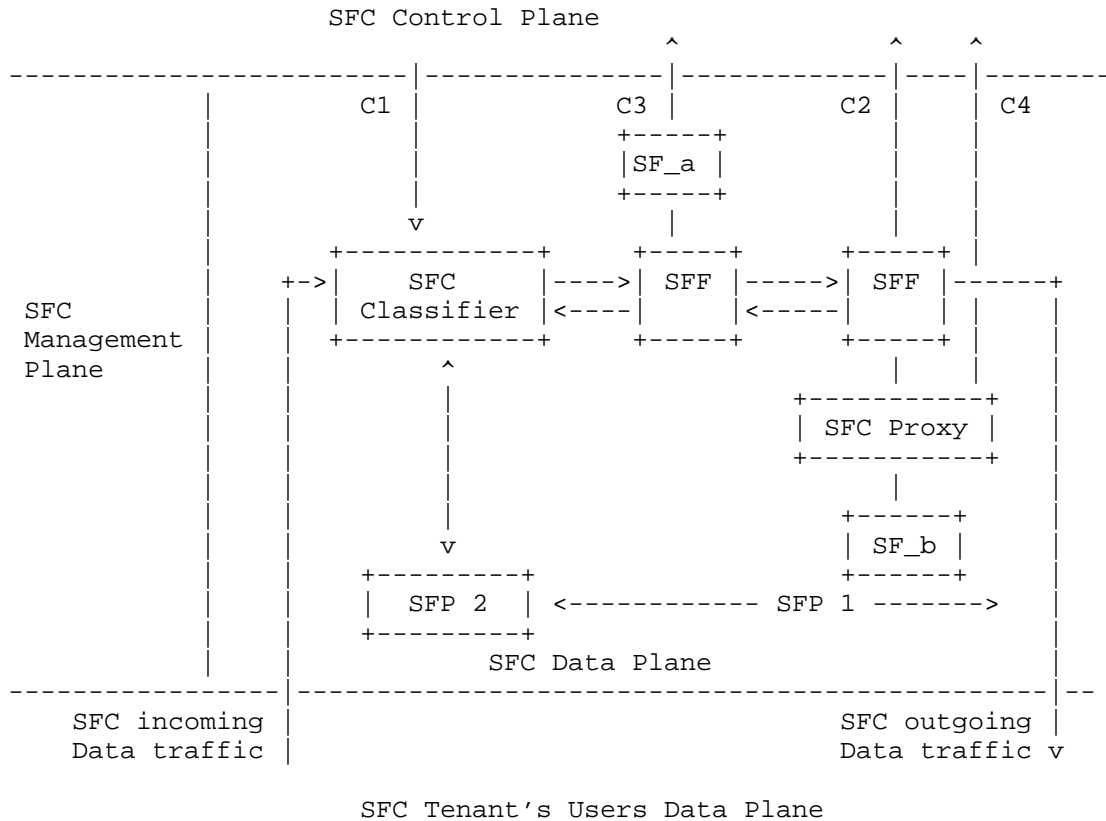 SFC Control Plane
C1 C3 C2 C4
SF_a
SFC SFF SFF
SFC Classifier
Management
Plane
SFC Proxy
SF_b
SFP 2 SFP 1
SFC Data Plane
SFC incoming SFC outgoing
Data traffic Data traffic
SFC Tenant's Users Data Plane